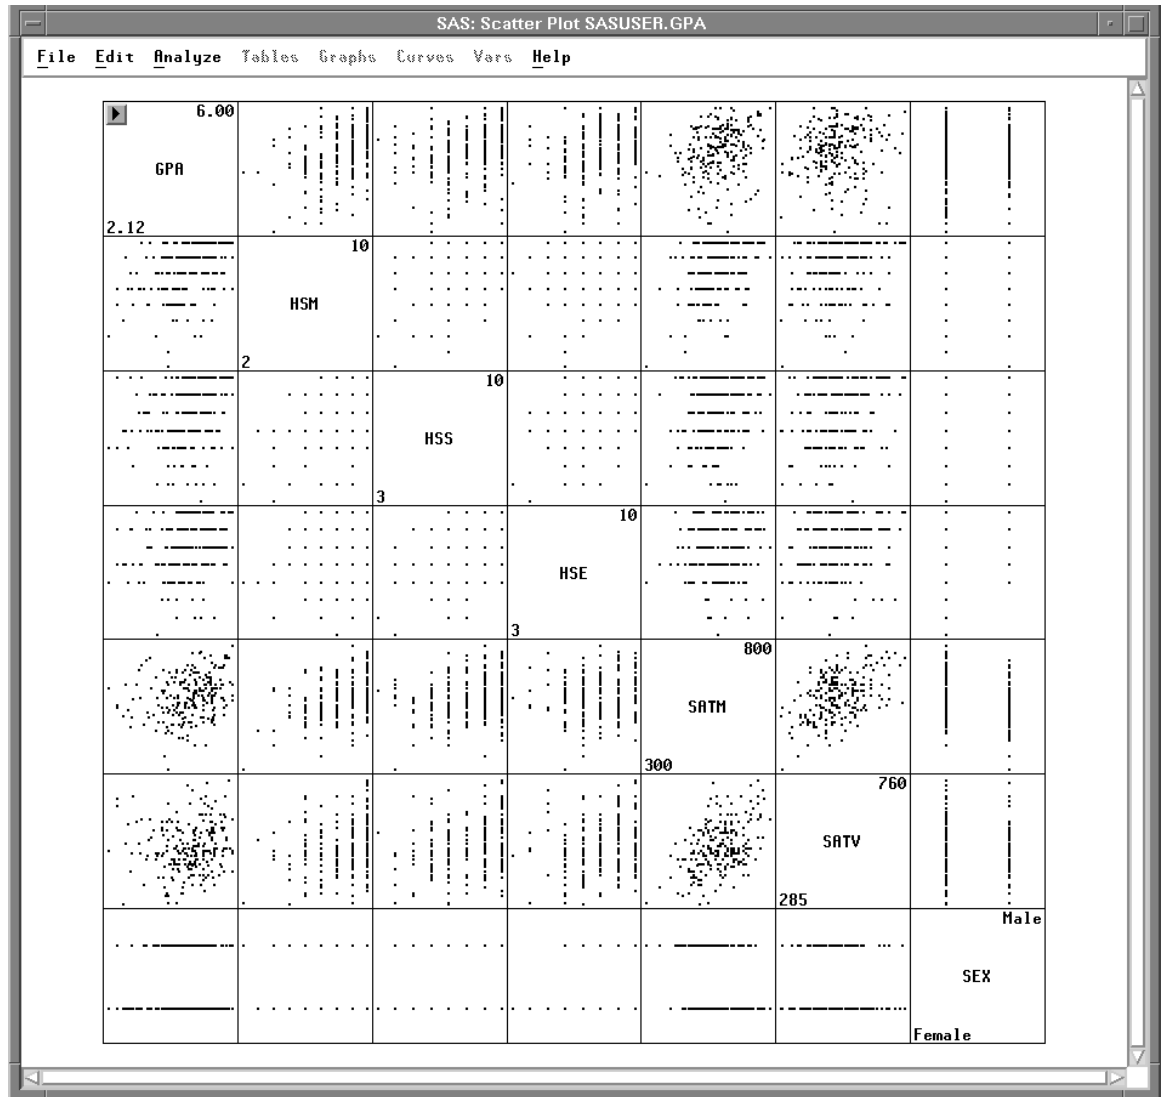 SAS: Scatter Plot SASUSER.GPA
File Edit Analyze Tables Graphs Curves Vars Help
6.00
GPA
2.12
10
HSM
2
10
HSS
3
10
HSE
3
800
SATM
300
760
SATV
285
Male
SEX
Female